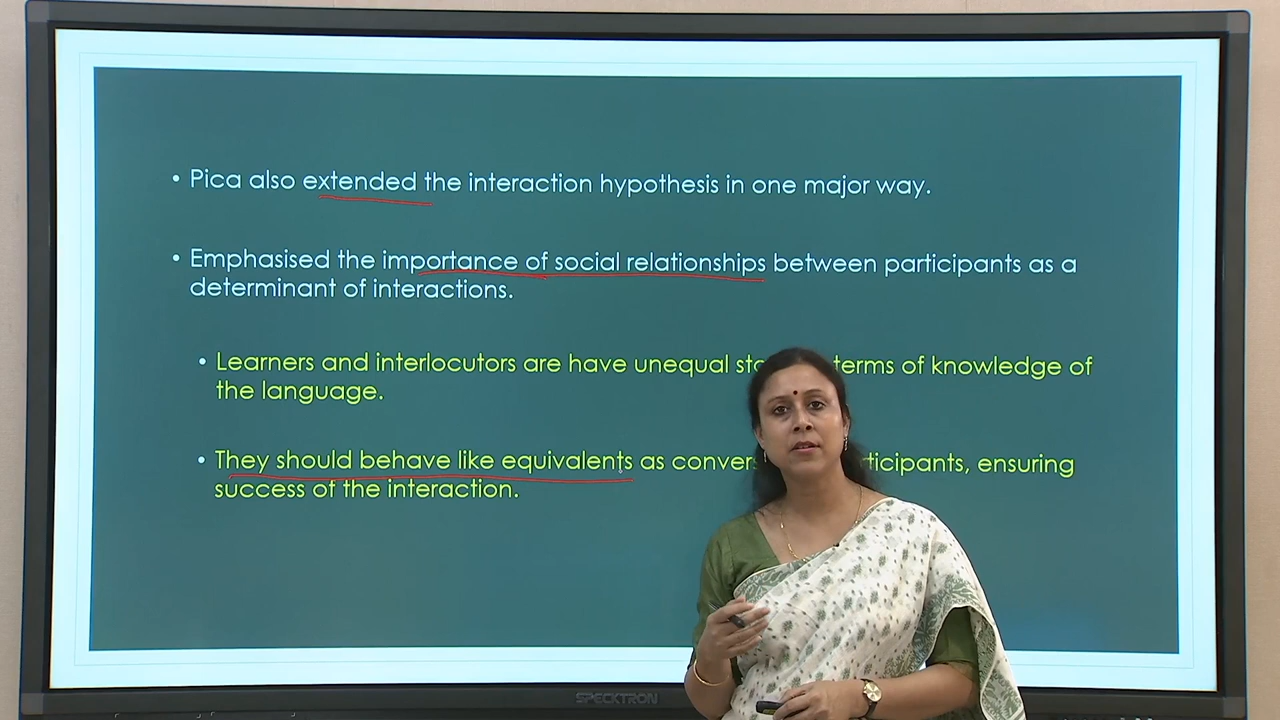 • Pica also extended the interaction hypothesis in one major way.
• Emphasised the importance of social relationships between participants as a
determinant of interactions.
• Learners and interlocutors are have unequal terms of knowledge of
the language.
• They should behave like equivalents as participants, ensuring
success of the interaction.
SPECKTRON